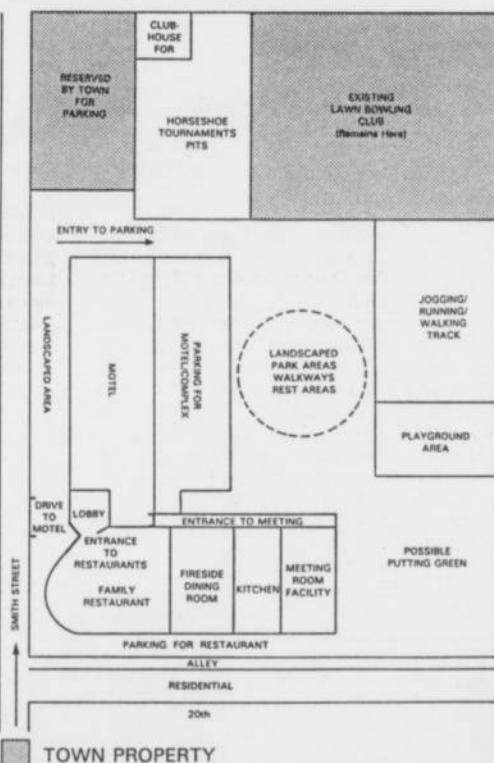 CLUB-
HOUSE
FOR
RESERVED
BY TOWN
FOR
PARKING
HORSESHOE
TOURNAMENTS
PITS
EXISTING
LAWN BOWLING
CLUB
(Remains Here)
ENTRY TO PARKING
LANDSCAPED AREA
MOTEL
PARKING FOR
MOTEL/COMPLEX
LANDSCAPED
PARK AREAS
WALKWAYS
REST AREAS
JOGGING/
RUNNING/
WALKING
TRACK
PLAYGROUND
AREA
DRIVE
TO
MOTEL
LOBBY
ENTRANCE TO MEETING
ENTRANCE
TO
RESTAURANTS
FAMILY
RESTAURANT
FIRESIDE
DINING
ROOM
KITCHEN
MEETING
ROOM
FACILITY
POSSIBLE
PUTTING GREEN
SMITH STREET
PARKING FOR RESTAURANT
ALLEY
RESIDENTIAL
20th
TOWN PROPERTY